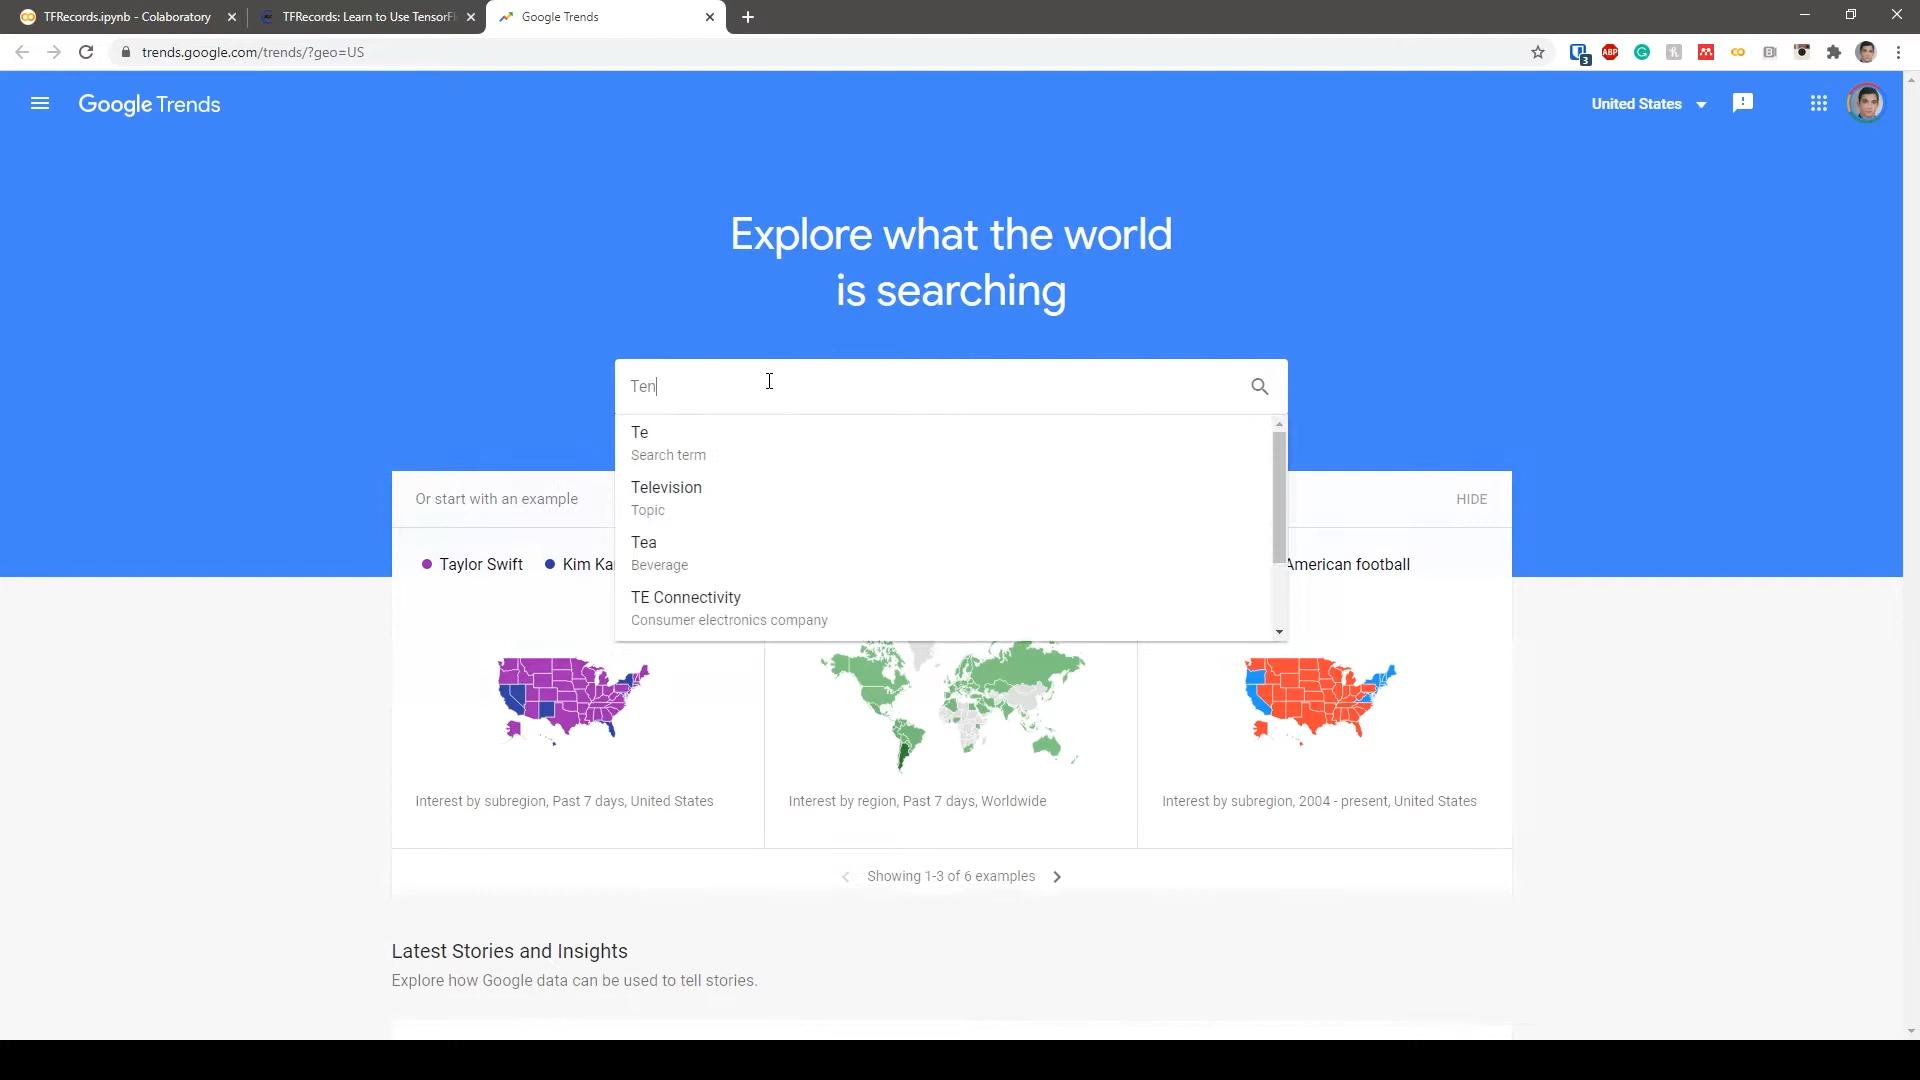 TFRecords.ipynb - Colaboratory
TFRecords: Learn to Use TensorFl
Google Trends
trends.google.com/trends/?geo=US
3
ABP
Google Trends
United States
Explore what the world
is searching
Ten
Te
Search term
Television
Topic
Tea
Beverage
TE Connectivity
Consumer electronics company
Or start with an example
HIDE
Taylor Swift
Kim Ka
American football
Interest by subregion, Past 7 days, United States
Interest by region, Past 7 days, Worldwide
Interest by subregion, 2004 - present, United States
Showing 1-3 of 6 examples
Latest Stories and Insights
Explore how Google data can be used to tell stories.